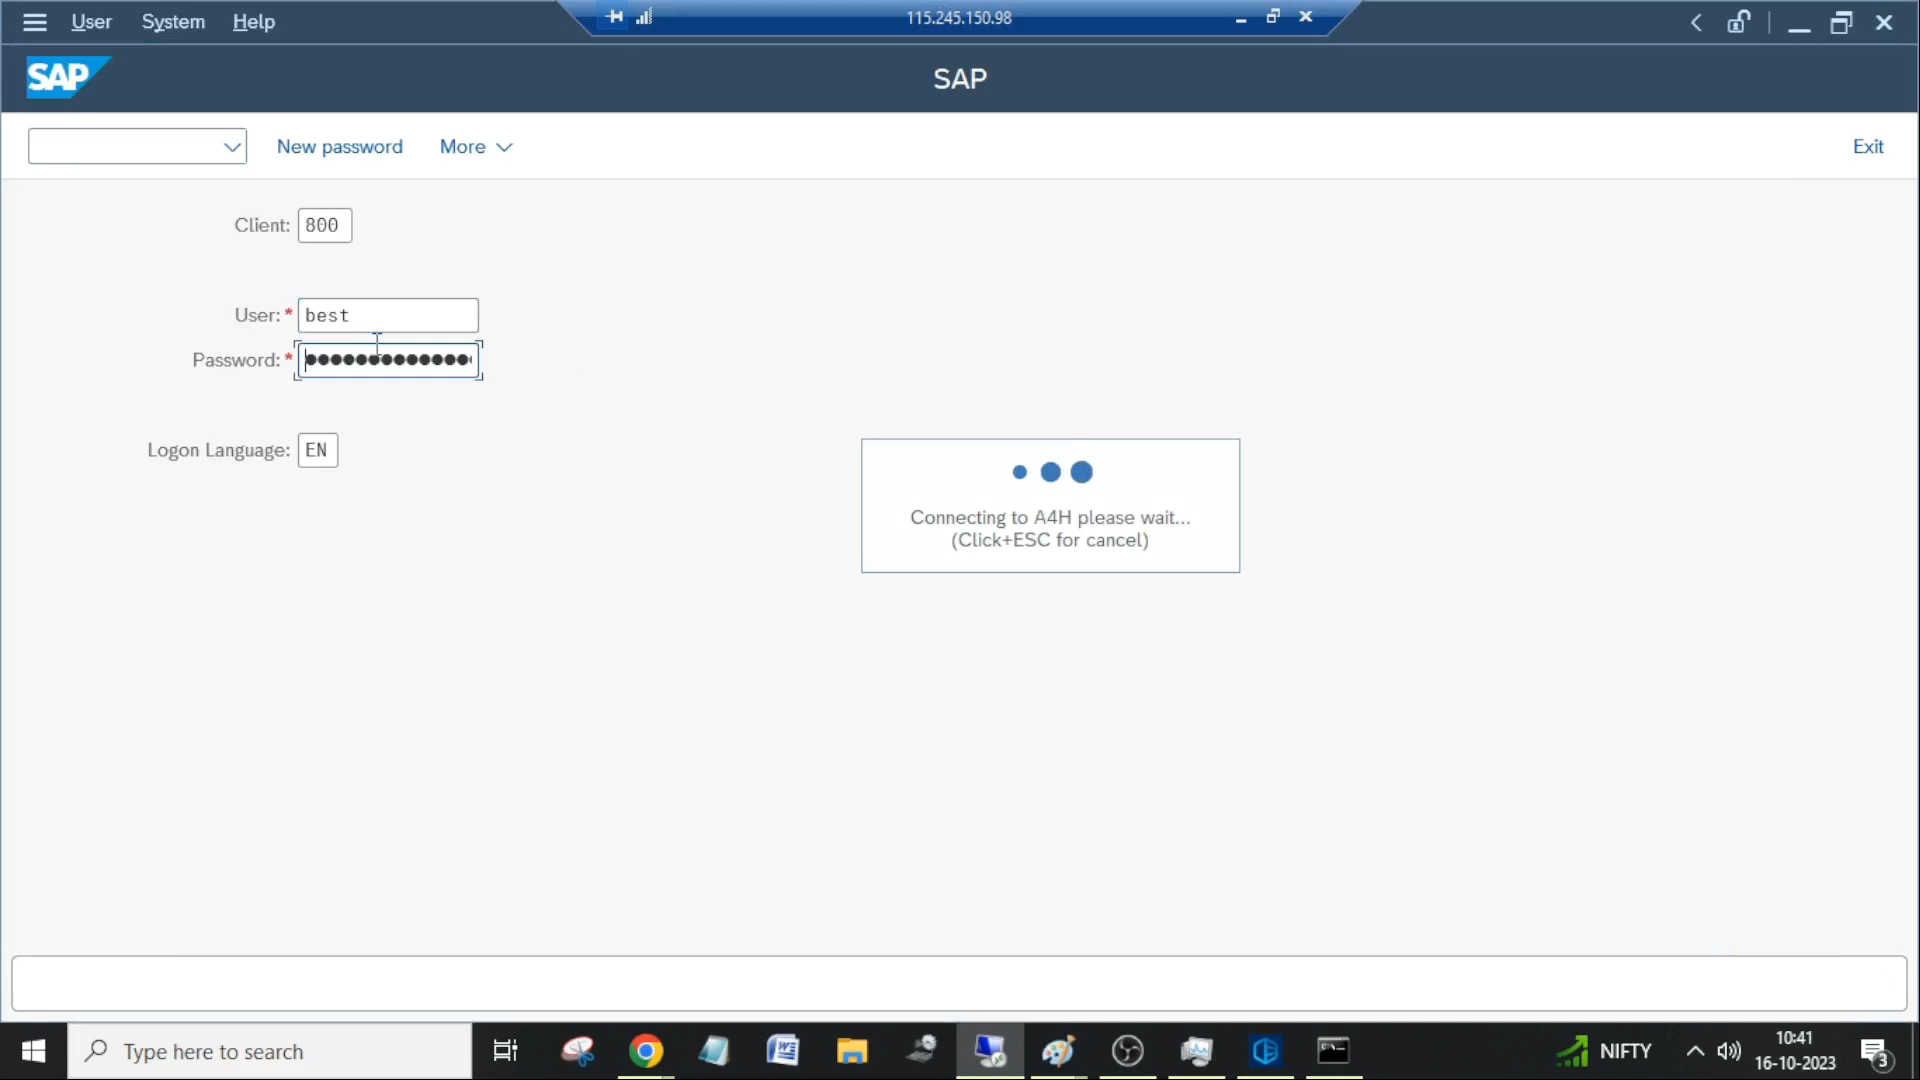 User System Help
115.245.150.98
SAP
SAP
New password More
Exit
Client: 800
User: * best
Password: *
Logon Language: EN
Connecting to A4H please wait...
(Click+ESC for cancel)
Type here to search
NIFTY
10:41
16-10-2023
3